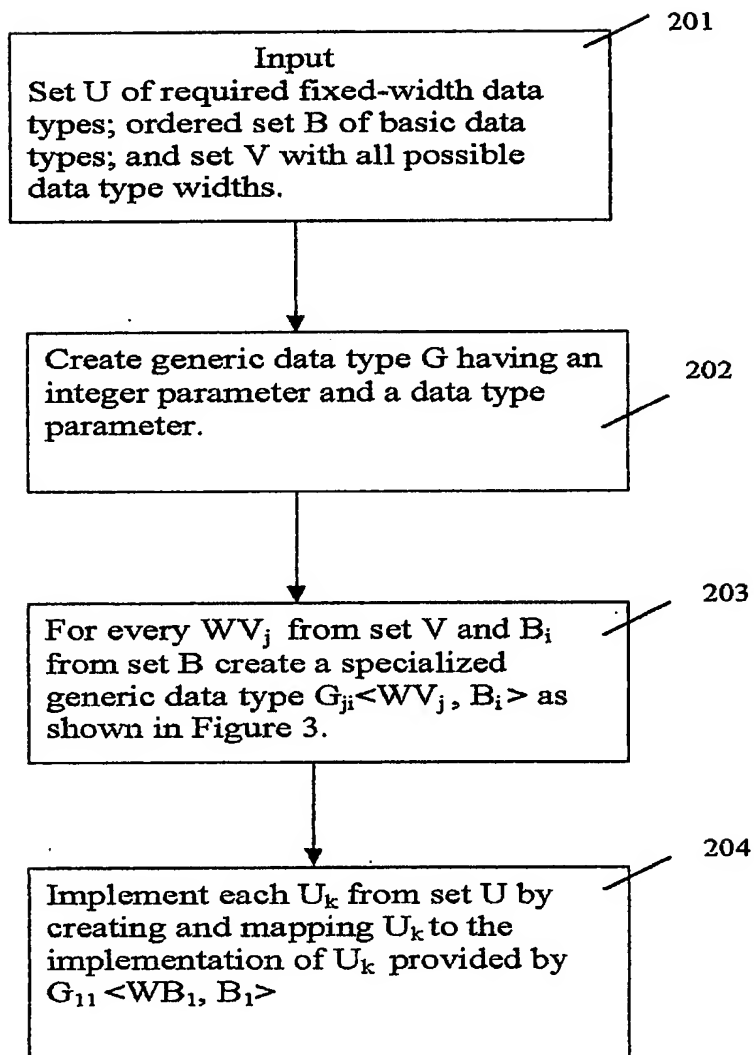 201
Input
Set U of required fixed-width data
types; ordered set B of basic data
types; and set V with all possible
data type widths.
Create generic data type G having an
integer parameter and a data type
parameter.
202
203
For every WVj from set V and Bi
from set B create a specialized
generic data type Gji<WVj, Bi> as
shown in Figure 3.
204
Implement each Uk from set U by
creating and mapping Uk to the
implementation of Uk provided by
G11 <WB1, B1>